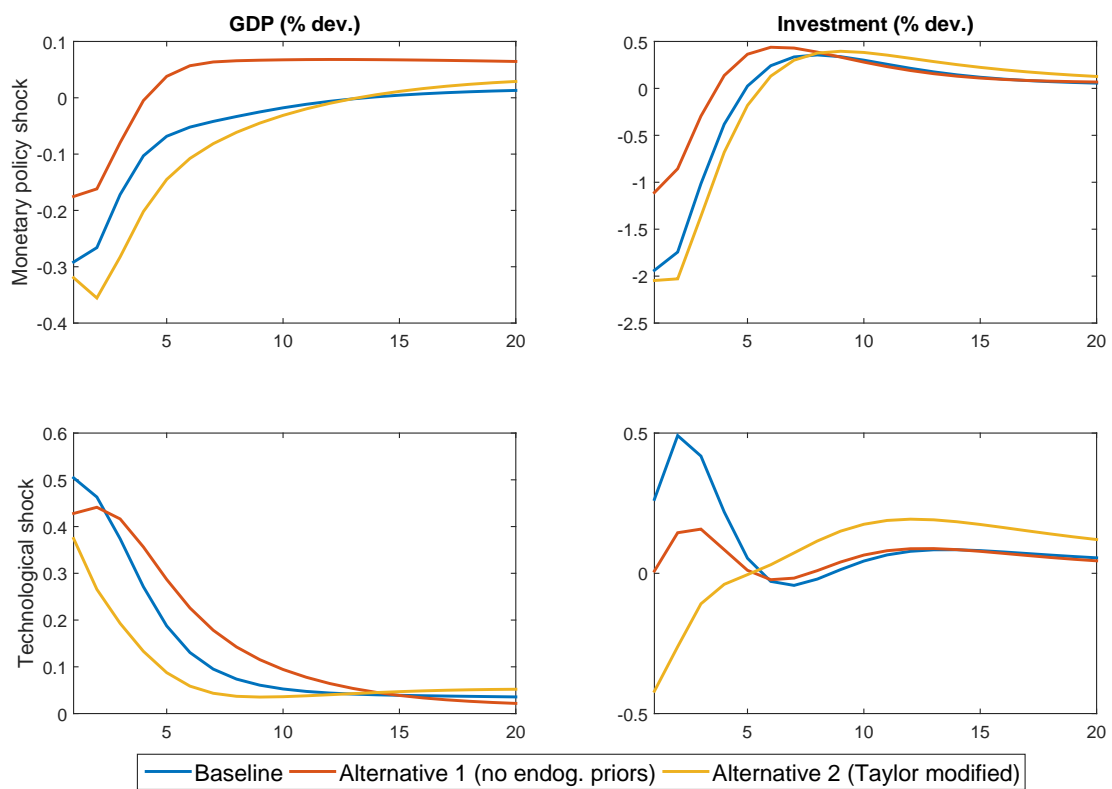 GDP (% dev.)
Investment (% dev.)
Monetary policy shock
0.1
0
-0.1
-0.2
-0.3
-0.4
5 10 15 20
0.5
0
-0.5
-1
-1.5
-2
-2.5
5 10 15 20
Technological shock
0.6
0.5
0.4
0.3
0.2
0.1
0
5 10 15 20
0.5
0
-0.5
5 10 15 20
Baseline Alternative 1 (no endog. priors) Alternative 2 (Taylor modified)